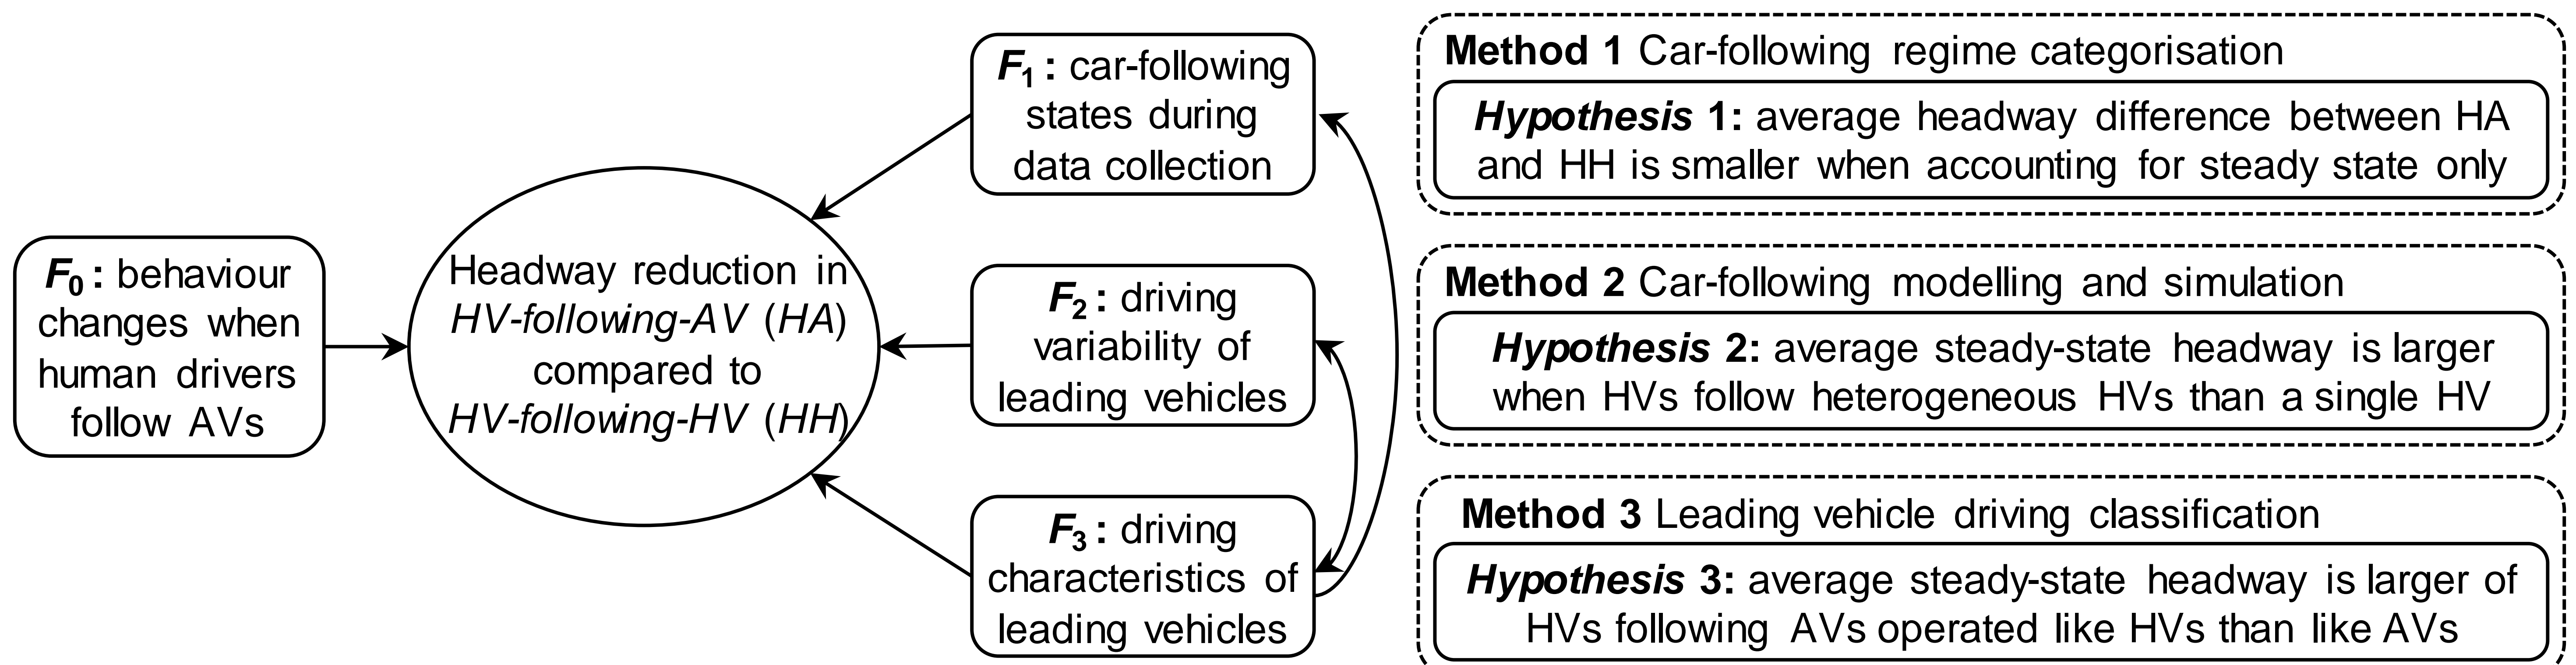 F0 : behaviour
changes when
human drivers
follow AVs
Headway reduction in
HV-following-AV (HA)
compared to
HV-following-HV (HH)
F1 : car-following
states during
data collection
F2 : driving
variability of
leading vehicles
F3 : driving
characteristics of
leading vehicles
Method 1 Car-following regime categorisation
Hypothesis 1: average headway difference between HA
and HH is smaller when accounting for steady state only
Method 2 Car-following modelling and simulation
Hypothesis 2: average steady-state headway is larger
when HVs follow heterogeneous HVs than a single HV
Method 3 Leading vehicle driving classification
Hypothesis 3: average steady-state headway is larger of
HVs following AVs operated like HVs than like AVs